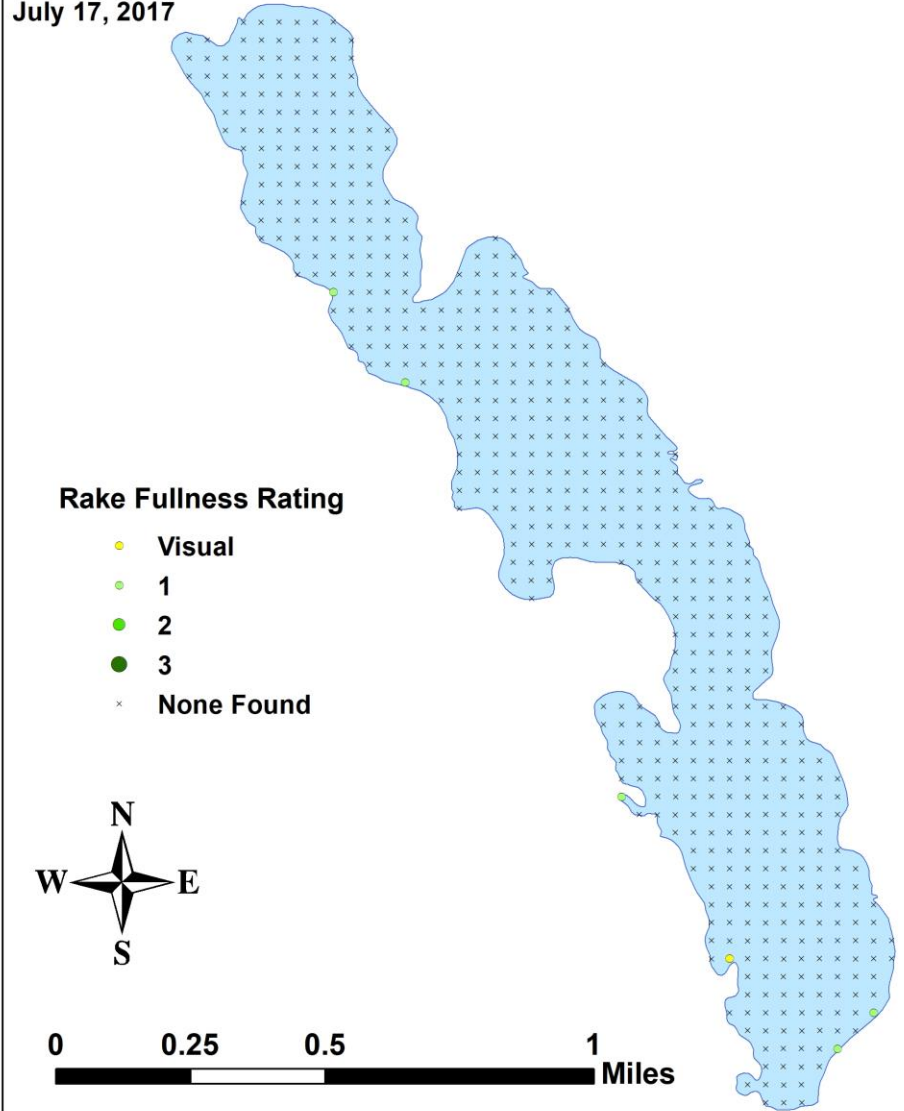 July 17, 2017
Rake Fullness Rating
Visual
1
2
3
None Found
N
W E
S
0 0.25 0.5 1
Miles